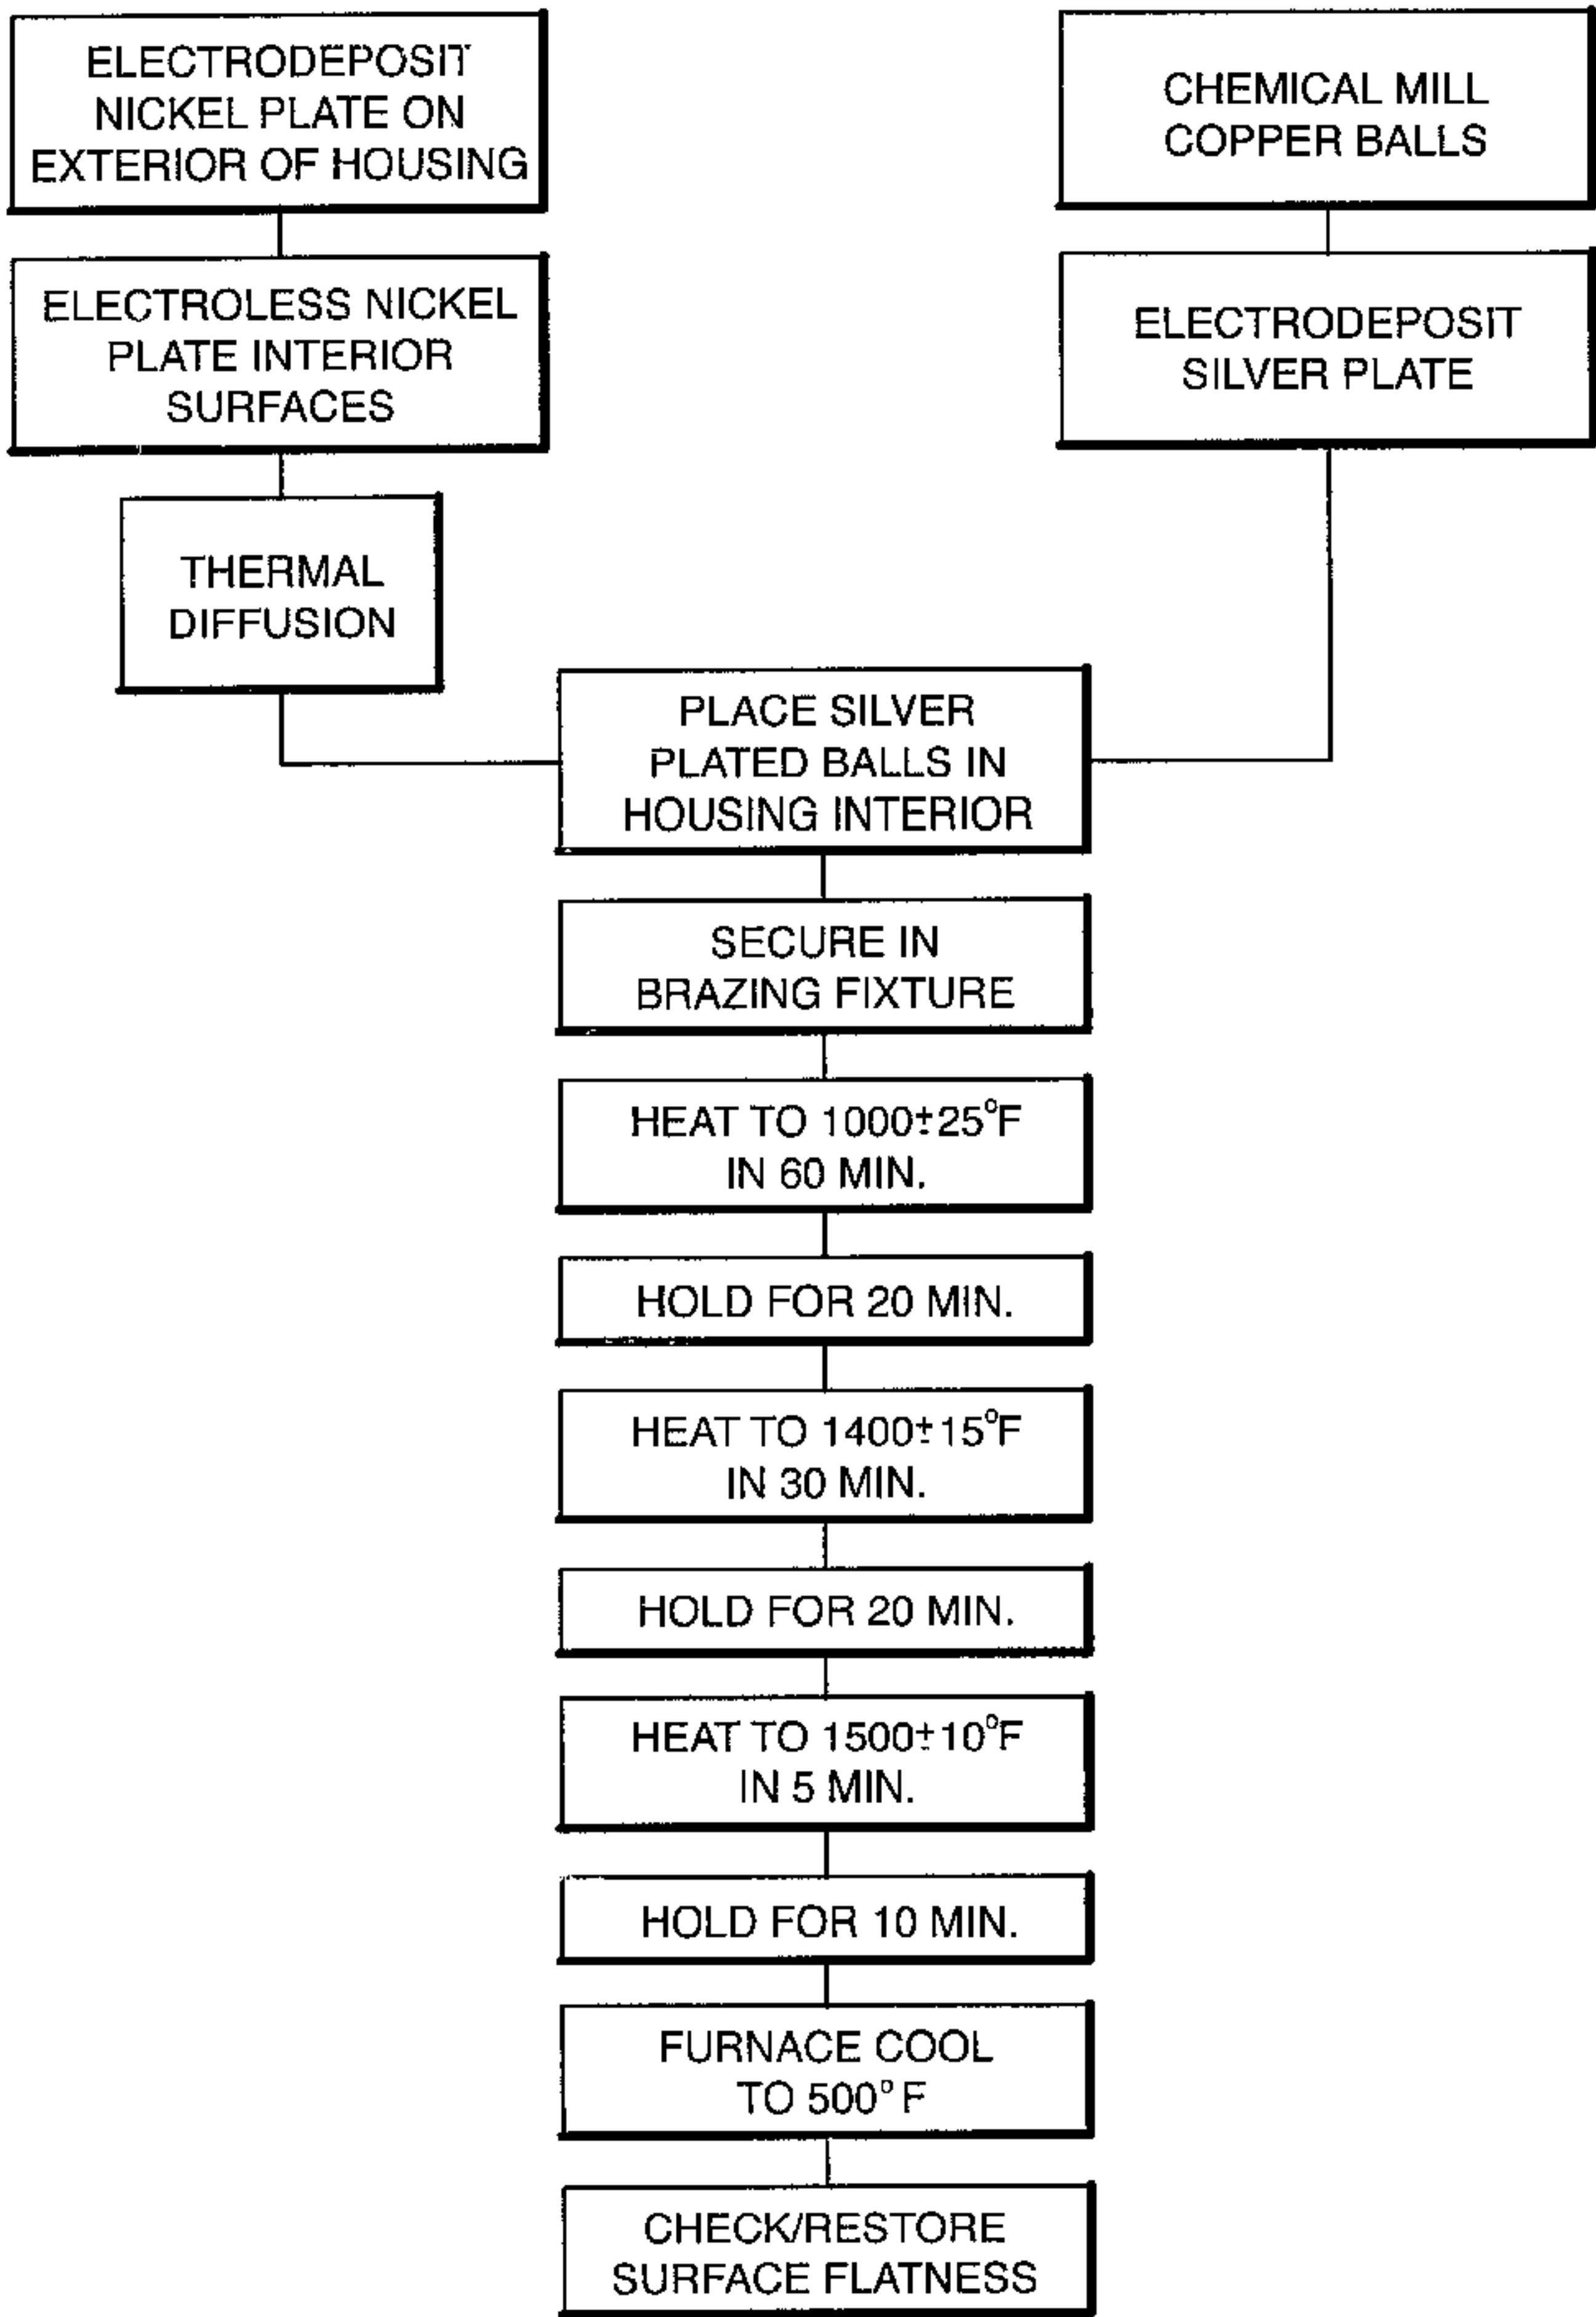 ELECTRODEPOSIT
NICKEL PLATE ON
EXTERIOR OF HOUSING
CHEMICAL MILL
COPPER BALLS
ELECTROLESS NICKEL
PLATE INTERIOR
SURFACES
ELECTRODEPOSIT
SILVER PLATE
THERMAL
DIFFUSION
PLACE SILVER
PLATED BALLS IN
HOUSING INTERIOR
SECURE IN
BRAZING FIXTURE
HEAT TO 1000±25°F
IN 60 MIN.
HOLD FOR 20 MIN.
HEAT TO 1400±15°F
IN 30 MIN.
HOLD FOR 20 MIN.
HEAT TO 1500±10°F
IN 5 MIN.
HOLD FOR 10 MIN.
FURNACE COOL
TO 500° F
CHECK/RESTORE
SURFACE FLATNESS